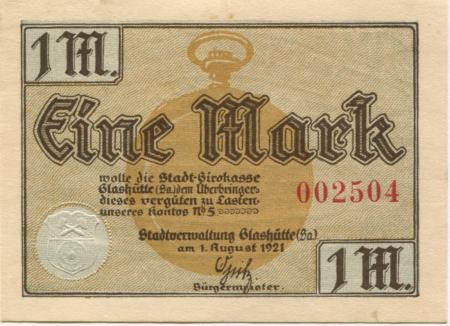 1 M.
Eine Mark
wolle die Stadt-Girokasse
Glashütte (Sa.) dem Überbringer
dieses vergüten zu Lasten
unseres Kontos No 5
002504
Stadtverwaltung Glashütte (Sa)
am 1. August 1921
Bürgermeister.
1 M.